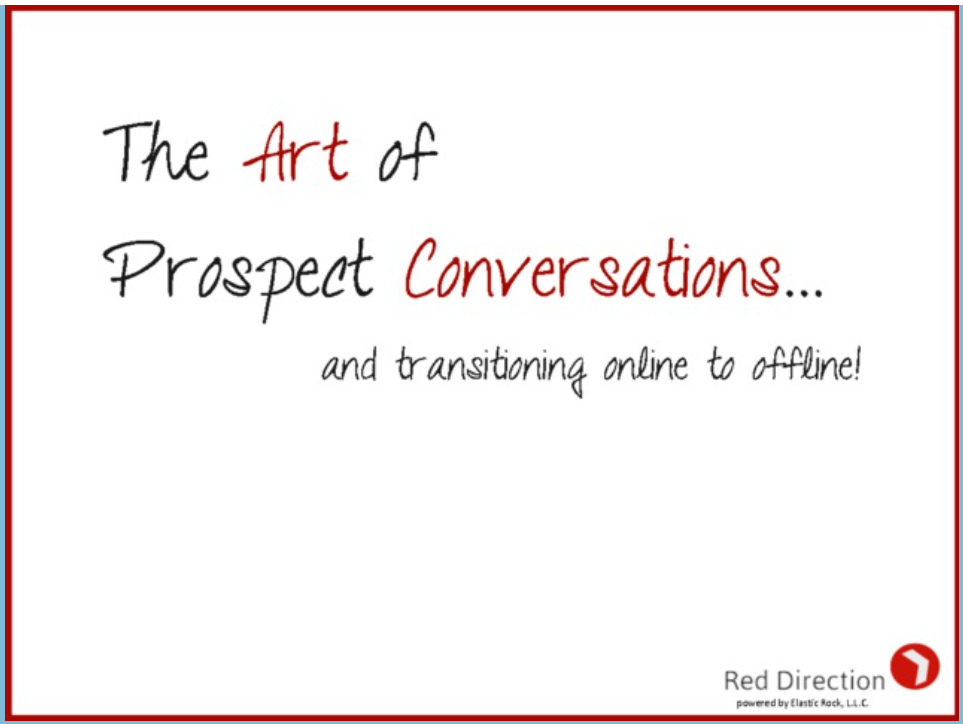 The Art of
Prospect Conversations...
and transitioning online to offline!
Red Direction
powered by Elastic Rock, L.L.C.